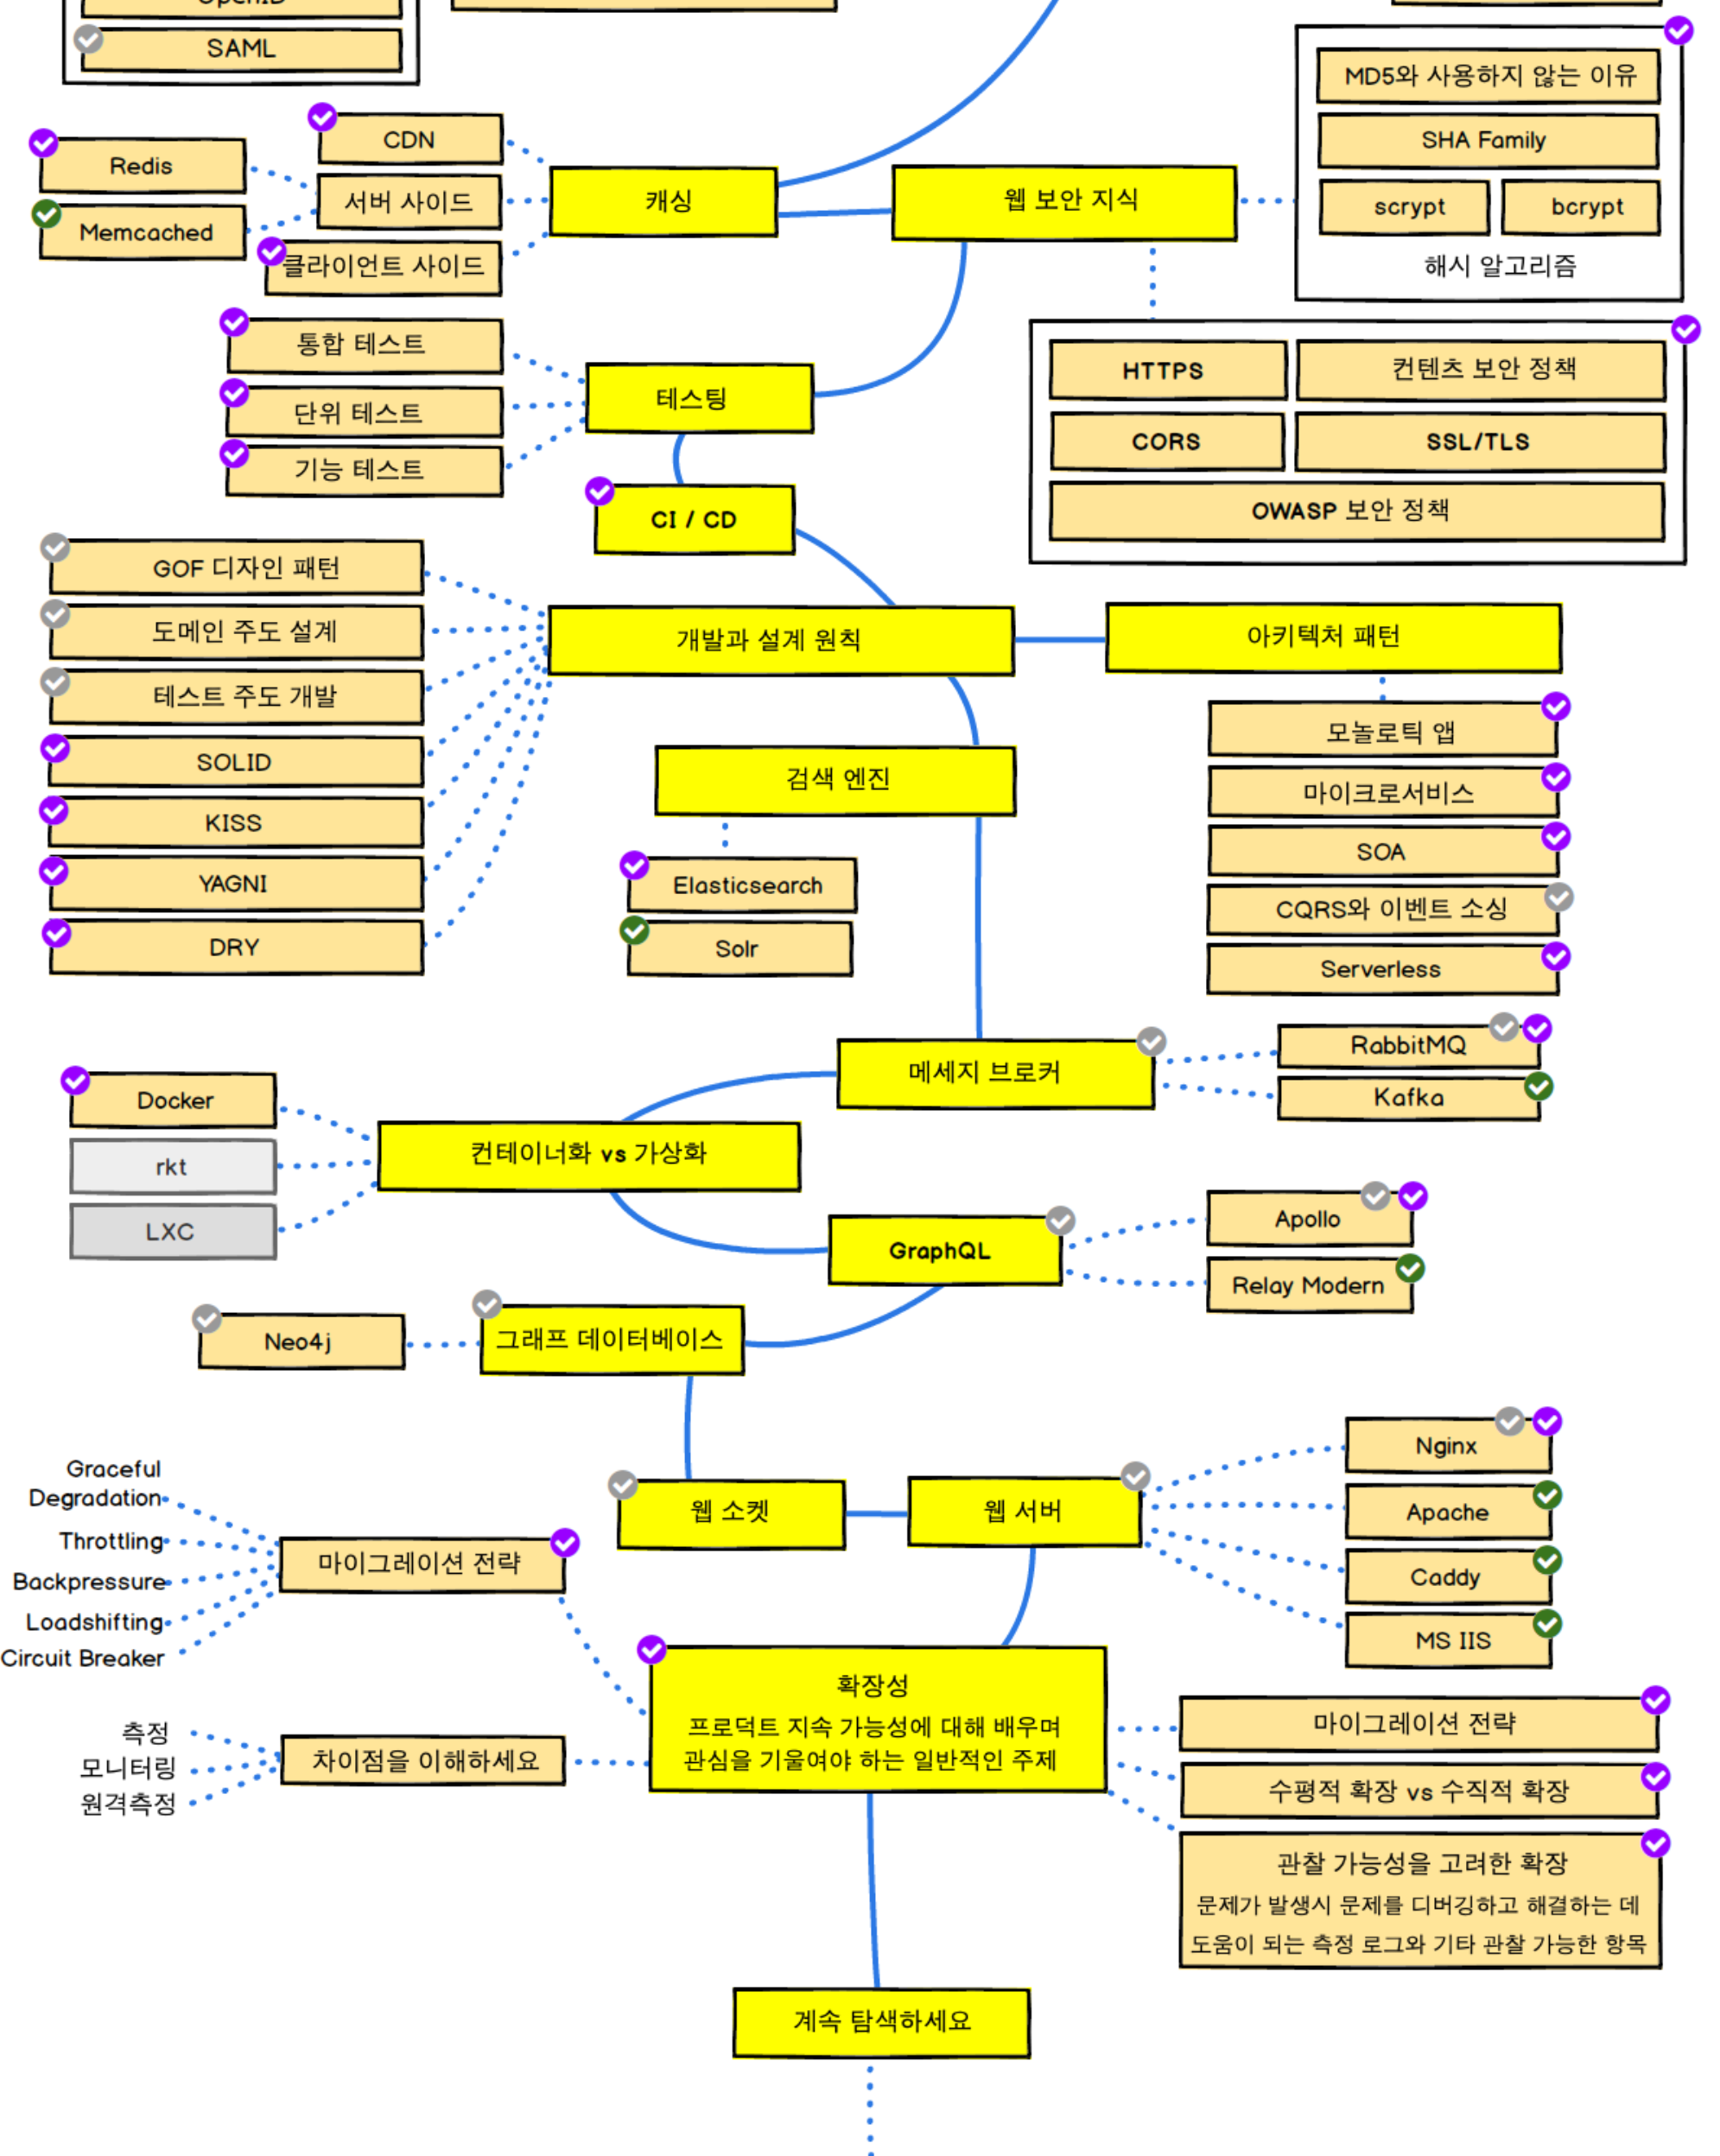 OpenID
SAML
MD5와 사용하지 않는 이유
SHA Family
scrypt
bcrypt
해시 알고리즘
CDN
Redis
서버 사이드
Memcached
클라이언트 사이드
캐싱
웹 보안 지식
통합 테스트
단위 테스트
기능 테스트
테스팅
HTTPS
컨텐츠 보안 정책
CORS
SSL/TLS
OWASP 보안 정책
CI / CD
GOF 디자인 패턴
도메인 주도 설계
테스트 주도 개발
SOLID
KISS
YAGNI
DRY
개발과 설계 원칙
아키텍처 패턴
모놀로틱 앱
마이크로서비스
SOA
CQRS와 이벤트 소싱
Serverless
검색 엔진
Elasticsearch
Solr
메세지 브로커
RabbitMQ
Kafka
Docker
rkt
LXC
컨테이너화 vs 가상화
GraphQL
Apollo
Relay Modern
Neo4j
그래프 데이터베이스
웹 소켓
웹 서버
Nginx
Apache
Caddy
MS IIS
Graceful
Degradation
Throttling
Backpressure
Loadshifting
Circuit Breaker
마이그레이션 전략
측정
모니터링
원격측정
차이점을 이해하세요
확장성
프로덕트 지속 가능성에 대해 배우며
관심을 기울여야 하는 일반적인 주제
마이그레이션 전략
수평적 확장 vs 수직적 확장
관찰 가능성을 고려한 확장
문제가 발생시 문제를 디버깅하고 해결하는 데
도움이 되는 측정 로그와 기타 관찰 가능한 항목
계속 탐색하세요